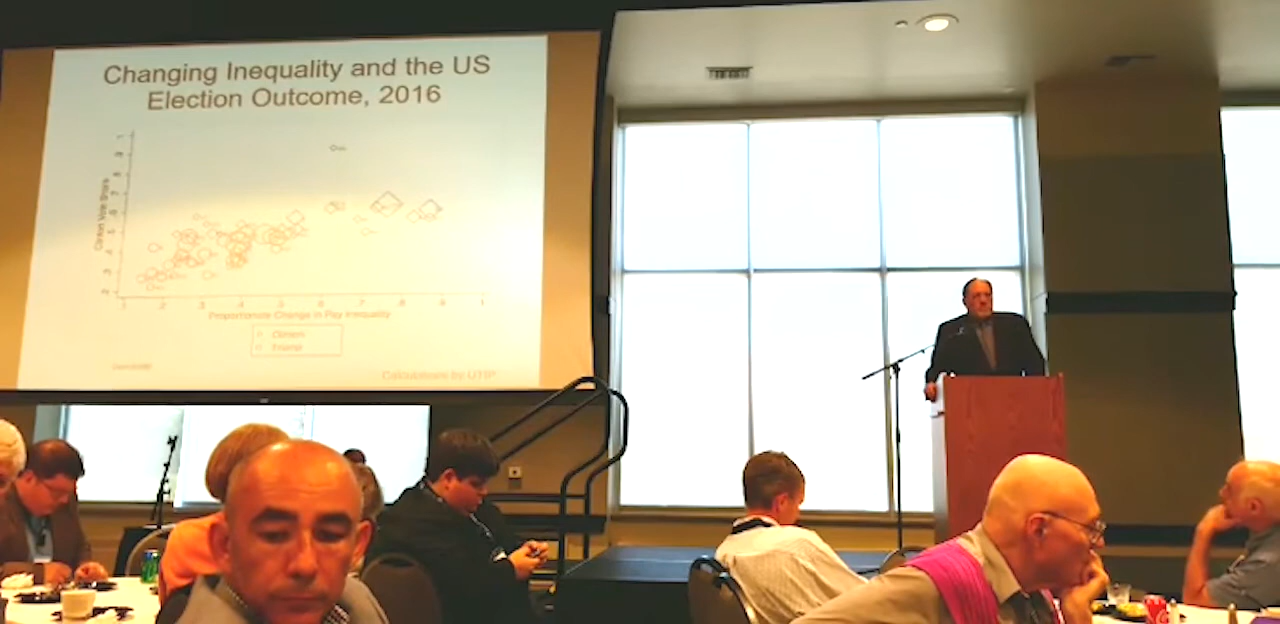 Changing Inequality and the US
Election Outcome, 2016
Clinton Vote Share
Proportionate Change in Pay Inequality
Clinton
Trump
Calculations by UTIP